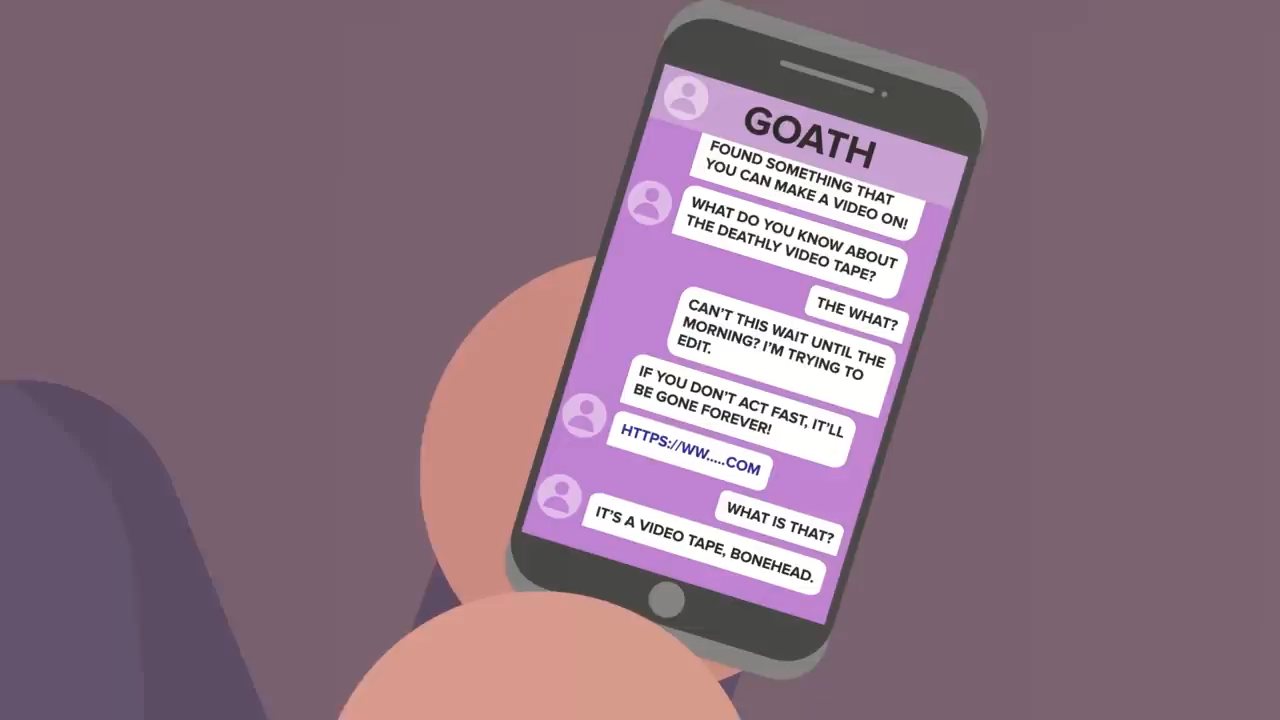 GOATH
FOUND SOMETHING THAT
YOU CAN MAKE A VIDEO ON!
WHAT DO YOU KNOW ABOUT
THE DEATHLY VIDEO TAPE?
THE WHAT?
CAN'T THIS WAIT UNTIL THE
MORNING? I'M TRYING TO
EDIT.
IF YOU DON'T ACT FAST, IT'LL
BE GONE FOREVER!
HTTPS://WW.....COM
WHAT IS THAT?
IT'S A VIDEO TAPE, BONEHEAD.